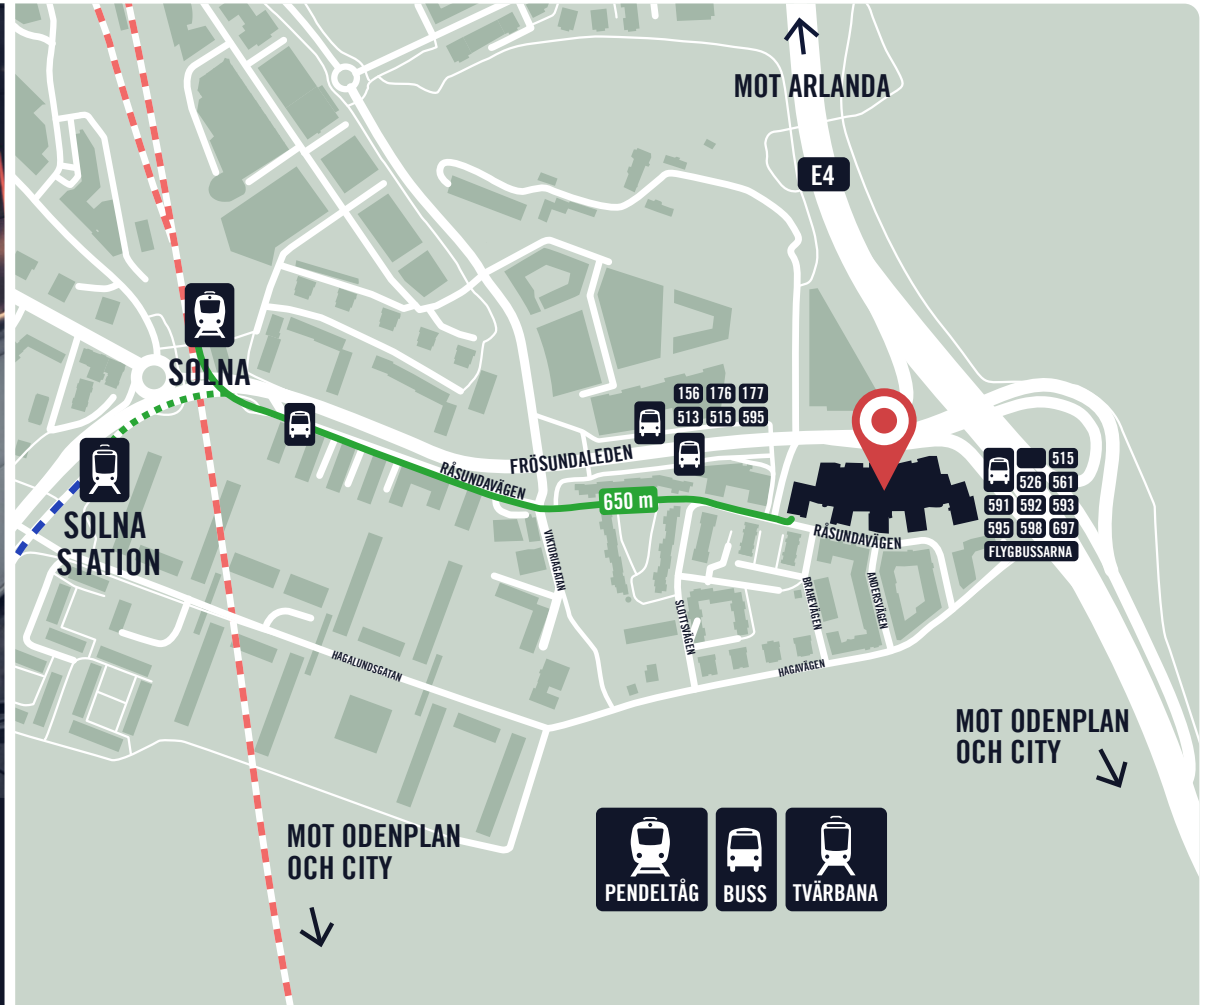 MOT ARLANDA
E4
SOLNA
156 176 177
513 515 595
FRÖSUNDALEDEN
RÅSUNDAVÄGEN
650 m
515
526 561
591 592 593
595 598 697
FLYGBUSSARNA
SOLNA
STATION
RÅSUNDAVÄGEN
VIKTORIAGATAN
SLOTTSVÄGEN
BRAHEVÄGEN
ANDERSVÄGEN
HAGALUNDSGATAN
HAGAVÄGEN
MOT ODENPLAN
OCH CITY
MOT ODENPLAN
OCH CITY
PENDELTÅG
BUSS
TVÄRBANA